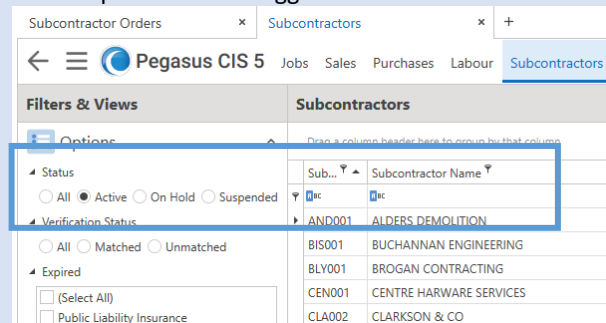 Subcontractor Orders × Subcontractors × +
Pegasus CIS 5 Jobs Sales Purchases Labour Subcontractors
Filters & Views Subcontractors
Options
Drag a column header here to group by that column
Status Sub... Subcontractor Name
All Active On Hold Suspended
Verification Status AND001 ALDERS DEMOLITION
All Matched Unmatched BIS001 BUCHANNAN ENGINEERING
Expired BLY001 BROGAN CONTRACTING
(Select All) CEN001 CENTRE HARWARE SERVICES
Public Liability Insurance CLA002 CLARKSON & CO